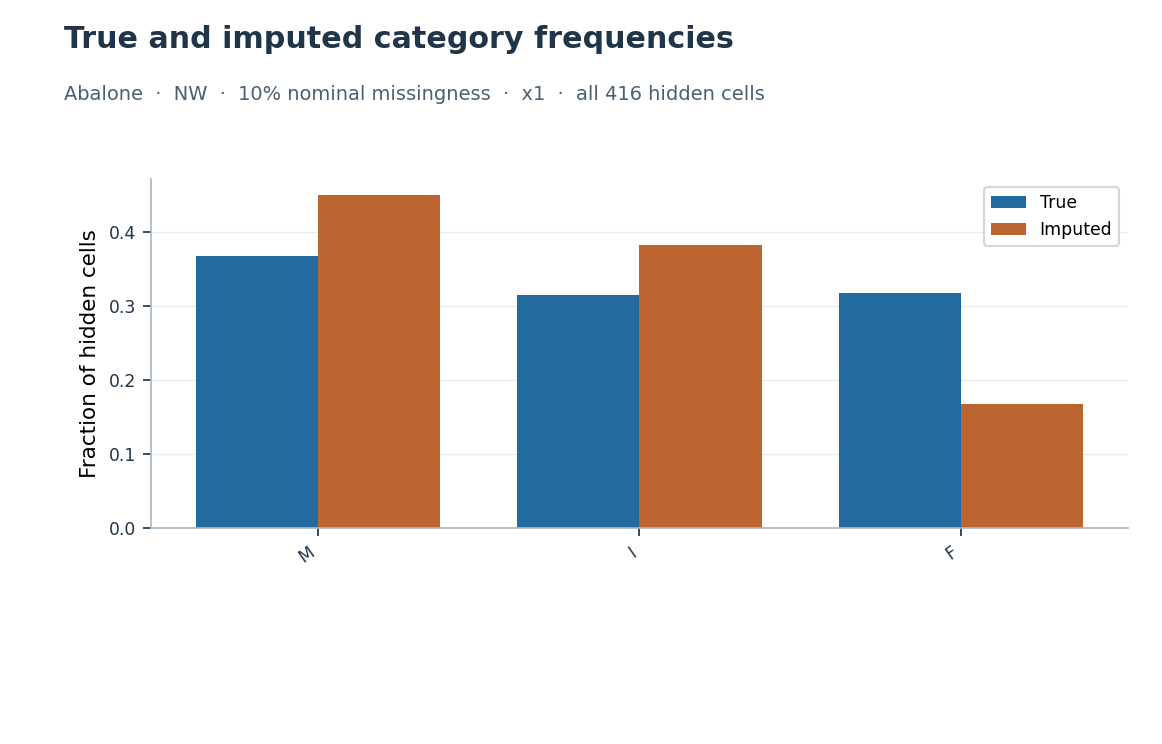 True and imputed category frequencies
Abalone · NW · 10% nominal missingness · x1 · all 416 hidden cells
True
Imputed
Fraction of hidden cells
0.4
0.3
0.2
0.1
0.0
M
I
F